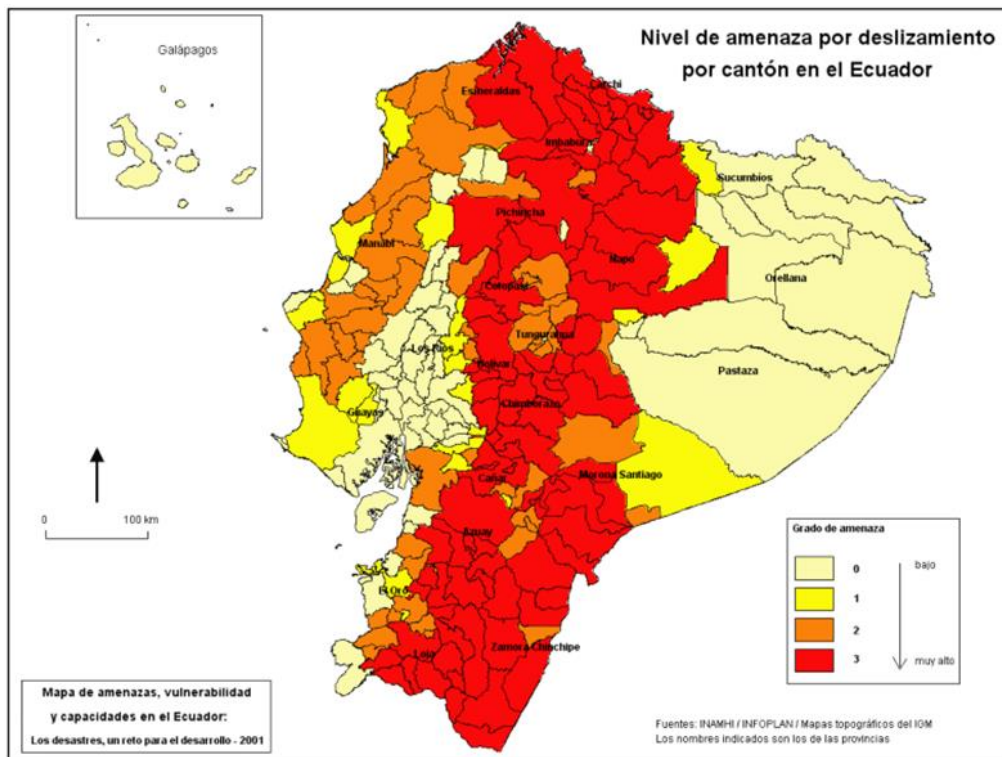 Galápagos
Nivel de amenaza por deslizamiento
por cantón en el Ecuador
Carchi
Esmeraldas
Imbabura
Sucumbíos
Pichincha
Manabí
Napo
Orellana
Cotopaxi
Tungurahua
Los Ríos
Bolívar
Pastaza
Chimborazo
Guayas
Morona Santiago
Cañar
0
100 km
Azuay
El Oro
Loja
Zamora Chinchipe
Grado de amenaza
0
bajo
1
2
3
muy alto
Mapa de amenazas, vulnerabilidad
y capacidades en el Ecuador:
Los desastres, un reto para el desarrollo - 2001
Fuentes: INAMHI / INFOPLAN / Mapas topográficos del IGM
Los nombres indicados son los de las provincias